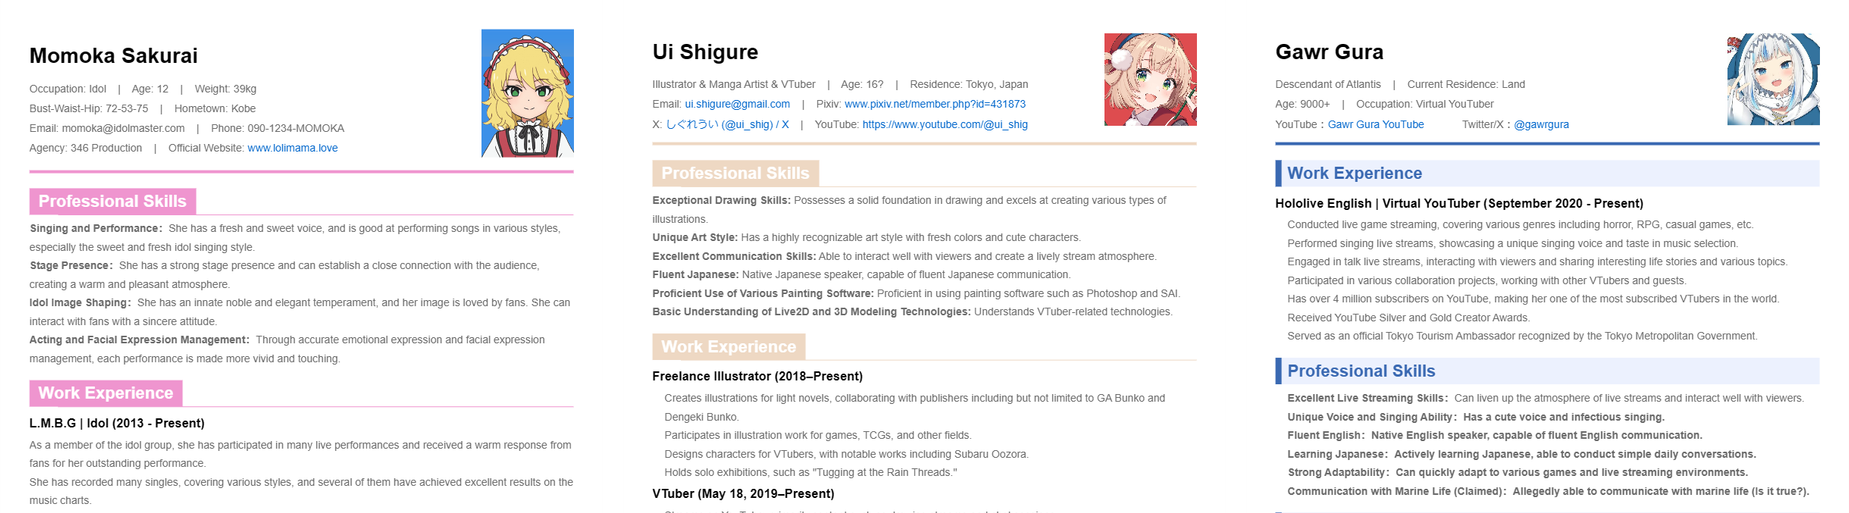 Momoka Sakurai
Occupation: Idol | Age: 12 | Weight: 39kg
Bust-Waist-Hip: 72-53-75 | Hometown: Kobe
Email: momoka@idolmaster.com | Phone: 090-1234-MOMOKA
Agency: 346 Production | Official Website: www.lolimama.love
Professional Skills
Singing and Performance: She has a fresh and sweet voice, and is good at performing songs in various styles,
especially the sweet and fresh idol singing style.
Stage Presence: She has a strong stage presence and can establish a close connection with the audience,
creating a warm and pleasant atmosphere.
Idol Image Shaping: She has an innate noble and elegant temperament, and her image is loved by fans. She can
interact with fans with a sincere attitude.
Acting and Facial Expression Management: Through accurate emotional expression and facial expression
management, each performance is made more vivid and touching.
Work Experience
L.M.B.G | Idol (2013 - Present)
As a member of the idol group, she has participated in many live performances and received a warm response from
fans for her outstanding performance.
She has recorded many singles, covering various styles, and several of them have achieved excellent results on the
music charts.
Ui Shigure
Illustrator & Manga Artist & VTuber | Age: 16? | Residence: Tokyo, Japan
Email: ui.shigure@gmail.com | Pixiv: www.pixiv.net/member.php?id=431873
X: しぐれうい (@ui_shig) / X | YouTube: https://www.youtube.com/@ui_shig
Professional Skills
Exceptional Drawing Skills: Possesses a solid foundation in drawing and excels at creating various types of
illustrations.
Unique Art Style: Has a highly recognizable art style with fresh colors and cute characters.
Excellent Communication Skills: Able to interact well with viewers and create a lively stream atmosphere.
Fluent Japanese: Native Japanese speaker, capable of fluent Japanese communication.
Proficient Use of Various Painting Software: Proficient in using painting software such as Photoshop and SAI.
Basic Understanding of Live2D and 3D Modeling Technologies: Understands VTuber-related technologies.
Work Experience
Freelance Illustrator (2018–Present)
Creates illustrations for light novels, collaborating with publishers including but not limited to GA Bunko and
Dengeki Bunko.
Participates in illustration work for games, TCGs, and other fields.
Designs characters for VTubers, with notable works including Subaru Oozora.
Holds solo exhibitions, such as "Tugging at the Rain Threads."
VTuber (May 18, 2019–Present)
Gawr Gura
Descendant of Atlantis | Current Residence: Land
Age: 9000+ | Occupation: Virtual YouTuber
YouTube：Gawr Gura YouTube Twitter/X：@gawrgura
Work Experience
Hololive English | Virtual YouTuber (September 2020 - Present)
Conducted live game streaming, covering various genres including horror, RPG, casual games, etc.
Performed singing live streams, showcasing a unique singing voice and taste in music selection.
Engaged in talk live streams, interacting with viewers and sharing interesting life stories and various topics.
Participated in various collaboration projects, working with other VTubers and guests.
Has over 4 million subscribers on YouTube, making her one of the most subscribed VTubers in the world.
Received YouTube Silver and Gold Creator Awards.
Served as an official Tokyo Tourism Ambassador recognized by the Tokyo Metropolitan Government.
Professional Skills
Excellent Live Streaming Skills: Can liven up the atmosphere of live streams and interact well with viewers.
Unique Voice and Singing Ability: Has a cute voice and infectious singing.
Fluent English: Native English speaker, capable of fluent English communication.
Learning Japanese: Actively learning Japanese, able to conduct simple daily conversations.
Strong Adaptability: Can quickly adapt to various games and live streaming environments.
Communication with Marine Life (Claimed): Allegedly able to communicate with marine life (Is it true?).